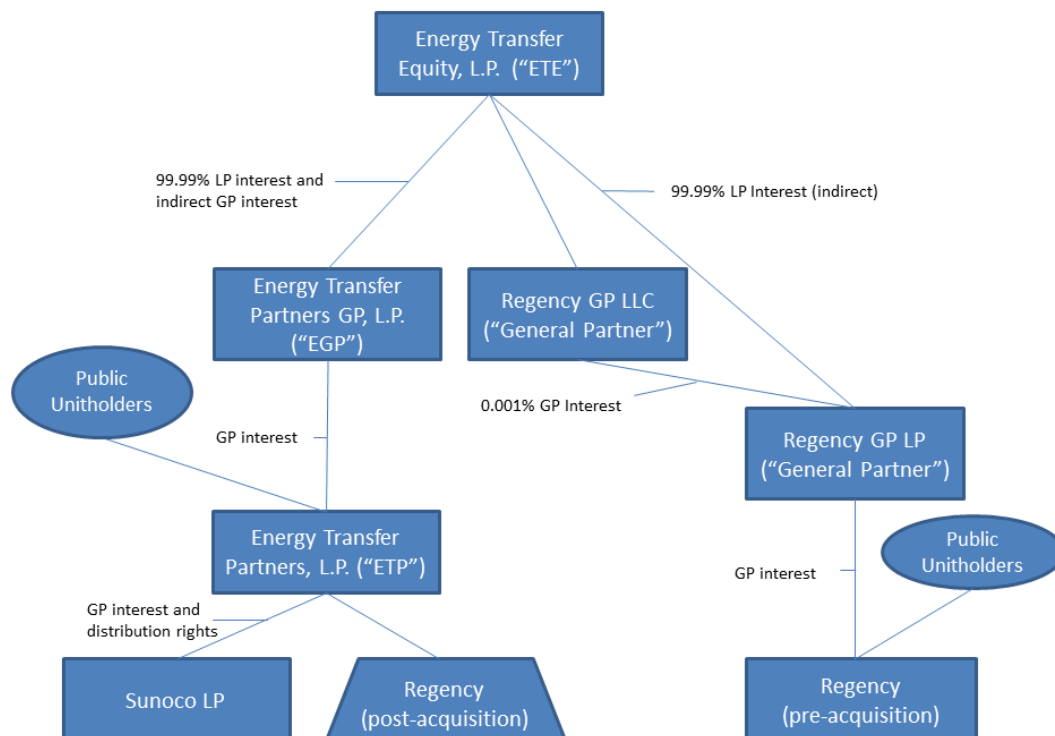 Energy Transfer
Equity, L.P. (“ETE”)
99.99% LP interest and
indirect GP interest
99.99% LP Interest (indirect)
Energy Transfer
Partners GP, L.P.
(“EGP”)
Regency GP LLC
(“General Partner”)
Public
Unitholders
0.001% GP Interest
GP interest
Regency GP LP
(“General Partner”)
Energy Transfer
Partners, L.P. (“ETP”)
Public
Unitholders
GP interest
GP interest and
distribution rights
Sunoco LP
Regency
(post-acquisition)
Regency
(pre-acquisition)